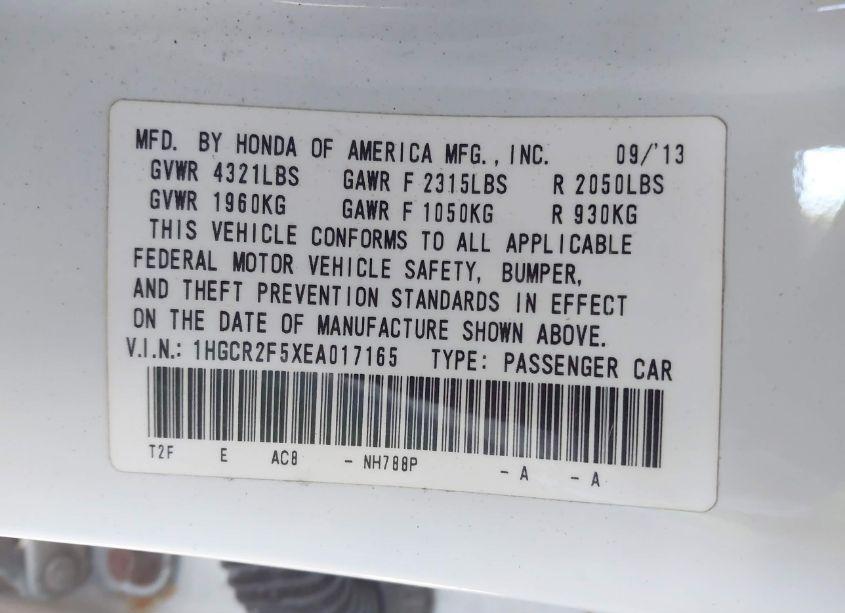 MFD. BY HONDA OF AMERICA MFG., INC. 09/'13
GVWR 4321LBS GAWR F 2315LBS R 2050LBS
GVWR 1960KG GAWR F 1050KG R 930KG
THIS VEHICLE CONFORMS TO ALL APPLICABLE
FEDERAL MOTOR VEHICLE SAFETY, BUMPER,
AND THEFT PREVENTION STANDARDS IN EFFECT
ON THE DATE OF MANUFACTURE SHOWN ABOVE.
V.I.N.: 1HGCR2F5XEA017165 TYPE: PASSENGER CAR
T2F E AC8 - NH788P - A - A